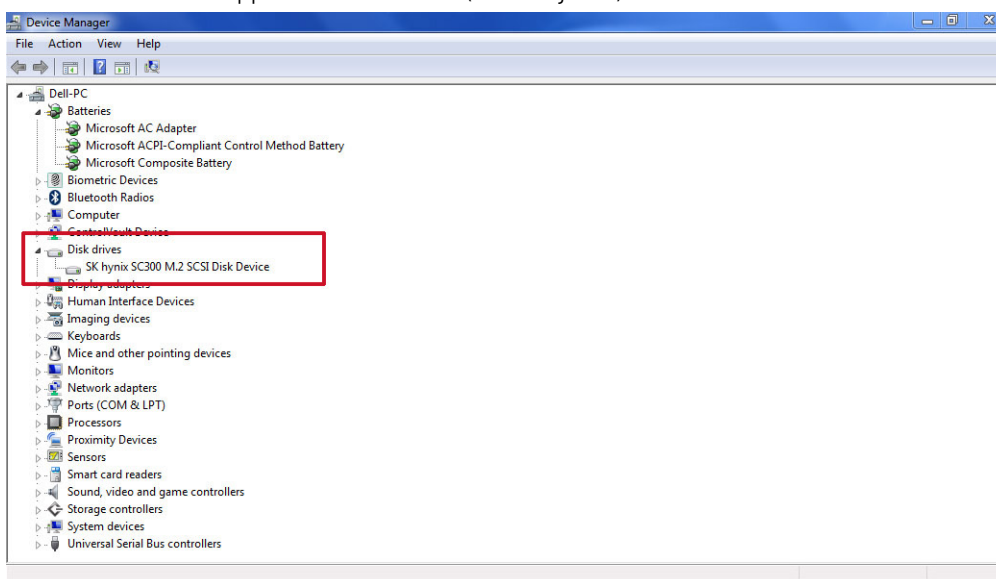 Device Manager
File Action View Help
Dell-PC
Batteries
Microsoft AC Adapter
Microsoft ACPI-Compliant Control Method Battery
Microsoft Composite Battery
Biometric Devices
Bluetooth Radios
Computer
ControlVault Device
Disk drives
SK hynix SC300 M.2 SCSI Disk Device
Display adapters
Human Interface Devices
Imaging devices
Keyboards
Mice and other pointing devices
Monitors
Network adapters
Ports (COM & LPT)
Processors
Proximity Devices
Sensors
Smart card readers
Sound, video and game controllers
Storage controllers
System devices
Universal Serial Bus controllers